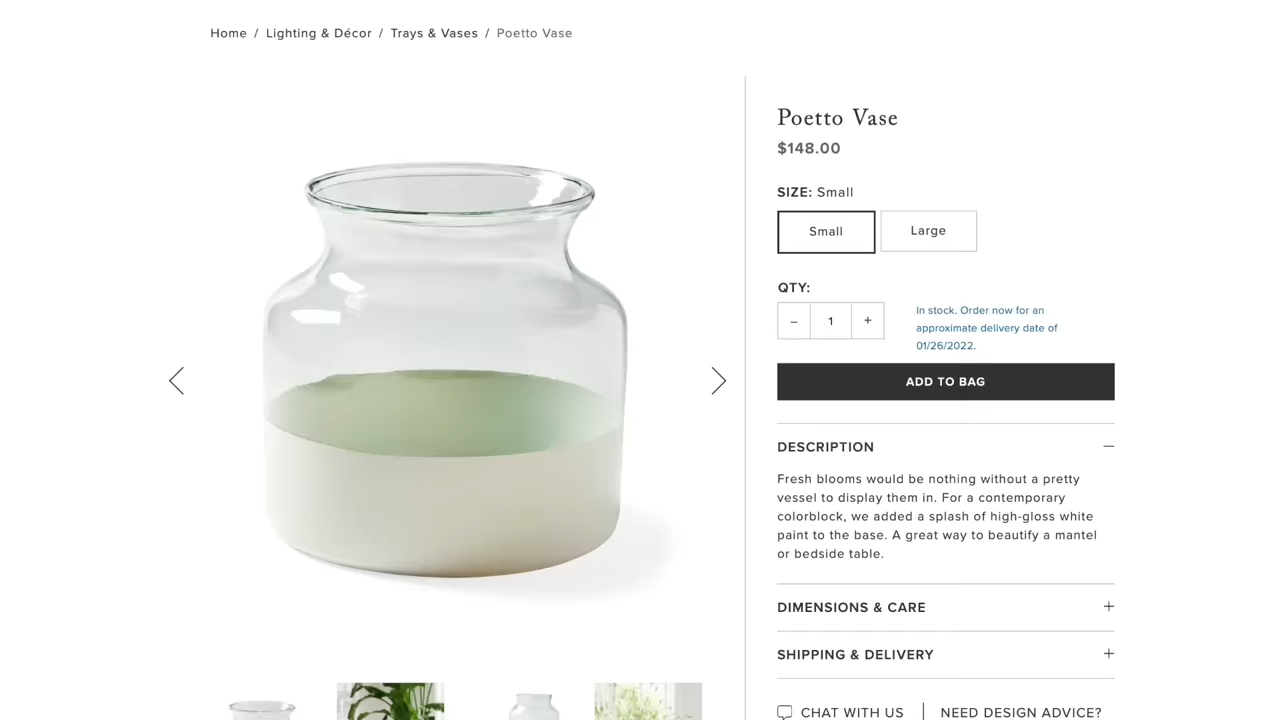 Home / Lighting & Décor / Trays & Vases / Poetto Vase
Poetto Vase
$148.00
SIZE: Small
Small
Large
QTY:
– 1 +
In stock. Order now for an
approximate delivery date of
01/26/2022.
ADD TO BAG
DESCRIPTION
Fresh blooms would be nothing without a pretty
vessel to display them in. For a contemporary
colorblock, we added a splash of high-gloss white
paint to the base. A great way to beautify a mantel
or bedside table.
DIMENSIONS & CARE
SHIPPING & DELIVERY
CHAT WITH US
NEED DESIGN ADVICE?